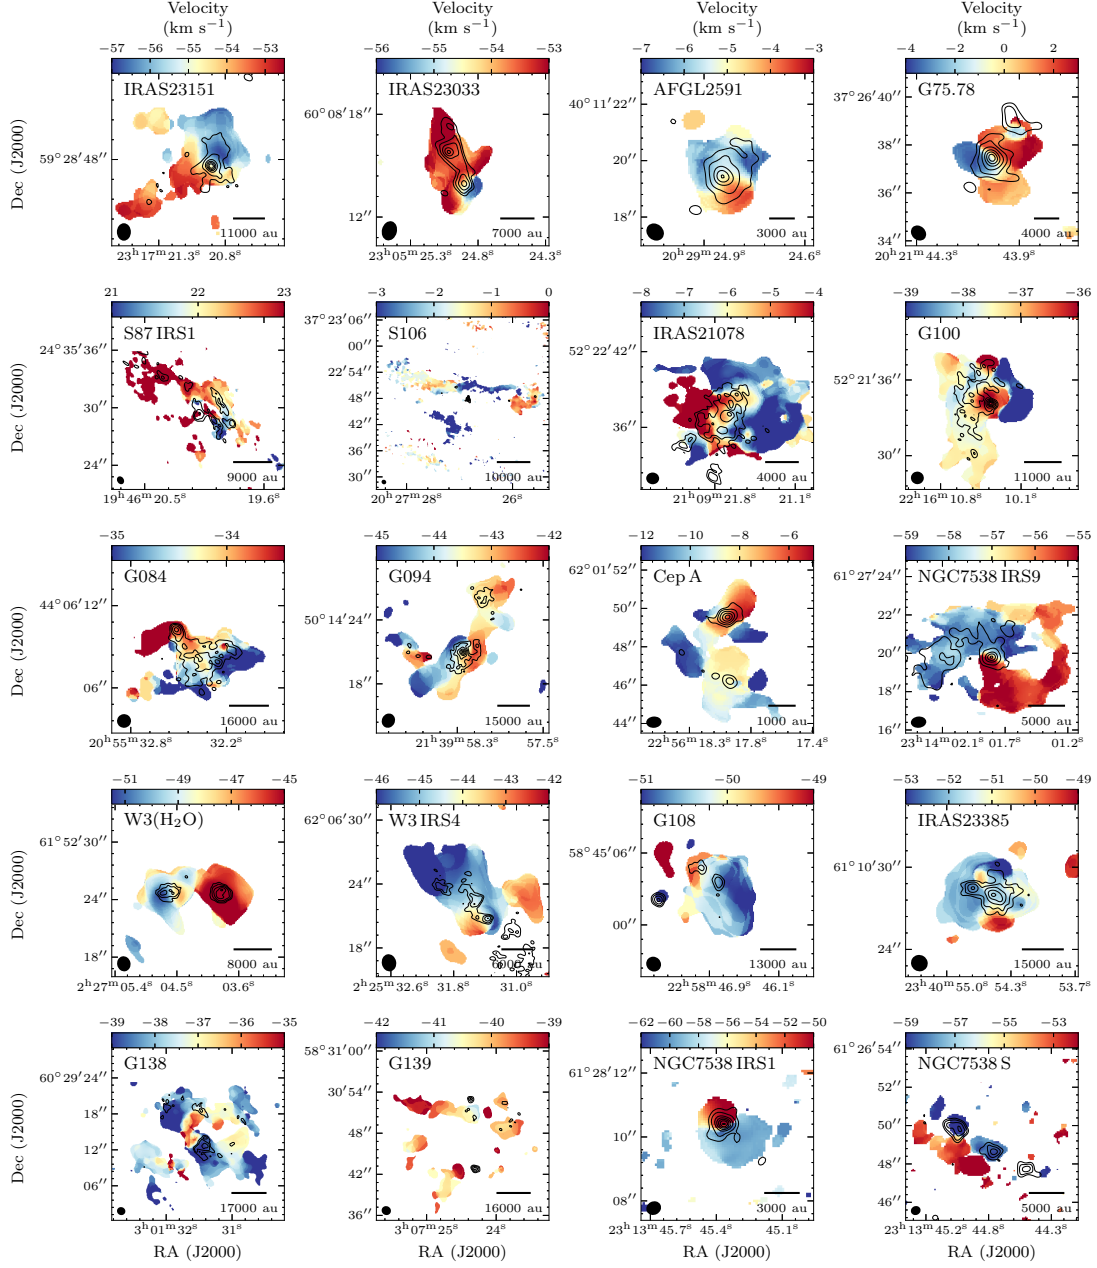 Velocity (km s⁻¹) Velocity (km s⁻¹) Velocity (km s⁻¹) Velocity (km s⁻¹)
−57 −56 −55 −54 −53 −56 −55 −54 −53 −7 −6 −5 −4 −3 −4 −2 0 2
IRAS23151 IRAS23033 AFGL2591 G75.78
Dec (J2000)
59°28′48″ 60°08′18″ 12″ 40°11′22″ 20″ 18″ 37°26′40″ 38″ 36″ 34″
11000 au 7000 au 3000 au 4000 au
23ʰ17ᵐ21.3ˢ 20.8ˢ 23ʰ05ᵐ25.3ˢ 24.8ˢ 24.3ˢ 20ʰ29ᵐ24.9ˢ 24.6ˢ 20ʰ21ᵐ44.3ˢ 43.9ˢ
21 22 23 −3 −2 −1 0 −8 −7 −6 −5 −4 −39 −38 −37 −36
S87 IRS1 S106 IRAS21078 G100
Dec (J2000)
24°35′36″ 30″ 24″ 37°23′06″ 00″ 22′54″ 48″ 42″ 36″ 30″ 52°22′42″ 36″ 52°21′36″ 30″
9000 au 10000 au 4000 au 11000 au
19ʰ46ᵐ20.5ˢ 19.6ˢ 20ʰ27ᵐ28ˢ 26ˢ 21ʰ09ᵐ21.8ˢ 21.1ˢ 22ʰ16ᵐ10.8ˢ 10.1ˢ
−35 −34 −45 −44 −43 −42 −12 −10 −8 −6 −59 −58 −57 −56 −55
G084 G094 Cep A NGC7538 IRS9
Dec (J2000)
44°06′12″ 06″ 50°14′24″ 18″ 62°01′52″ 50″ 48″ 46″ 44″ 61°27′24″ 22″ 20″ 18″ 16″
16000 au 15000 au 1000 au 5000 au
20ʰ55ᵐ32.8ˢ 32.2ˢ 21ʰ39ᵐ58.3ˢ 57.5ˢ 22ʰ56ᵐ18.3ˢ 17.8ˢ 17.4ˢ 23ʰ14ᵐ02.1ˢ 01.7ˢ 01.2ˢ
−51 −49 −47 −45 −46 −45 −44 −43 −42 −51 −50 −49 −53 −52 −51 −50 −49
W3(H₂O) W3 IRS4 G108 IRAS23385
Dec (J2000)
61°52′30″ 24″ 18″ 62°06′30″ 24″ 18″ 58°45′06″ 00″ 61°10′30″ 24″
8000 au 6000 au 13000 au 15000 au
2ʰ27ᵐ05.4ˢ 04.5ˢ 03.6ˢ 2ʰ25ᵐ32.6ˢ 31.8ˢ 31.0ˢ 22ʰ58ᵐ46.9ˢ 46.1ˢ 23ʰ40ᵐ55.0ˢ 54.3ˢ 53.7ˢ
−39 −38 −37 −36 −35 −42 −41 −40 −39 −62 −60 −58 −56 −54 −52 −50 −59 −57 −55 −53
G138 G139 NGC7538 IRS1 NGC7538 S
Dec (J2000)
60°29′24″ 18″ 12″ 06″ 58°31′00″ 30′54″ 48″ 42″ 36″ 61°28′12″ 10″ 08″ 61°26′54″ 52″ 50″ 48″ 46″
17000 au 16000 au 3000 au 5000 au
3ʰ01ᵐ32ˢ 31ˢ 3ʰ07ᵐ25ˢ 24ˢ 23ʰ13ᵐ45.7ˢ 45.4ˢ 45.1ˢ 23ʰ13ᵐ45.2ˢ 44.8ˢ 44.3ˢ
RA (J2000) RA (J2000) RA (J2000) RA (J2000)